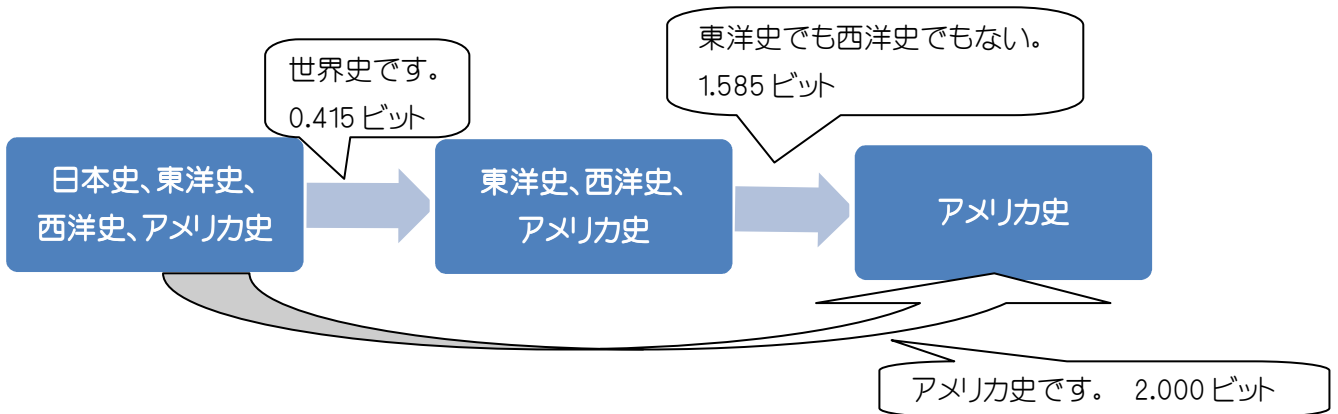 世界史です。
0.415 ビット
東洋史でも西洋史でもない。
1.585 ビット
日本史、東洋史、
西洋史、アメリカ史
東洋史、西洋史、
アメリカ史
アメリカ史
アメリカ史です。 2.000 ビット